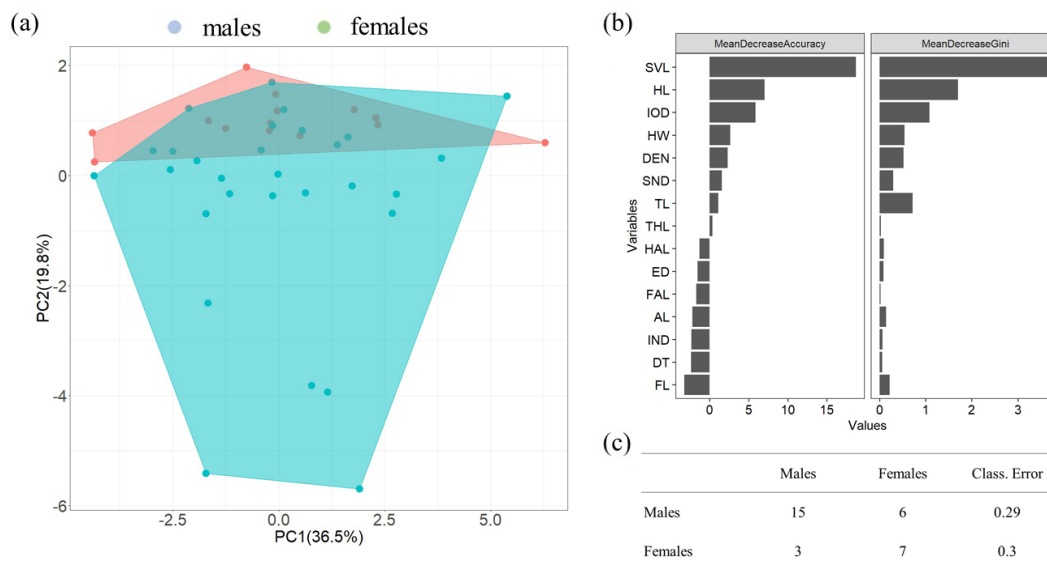 (a)
males
females
2
0
-2
-4
-6
PC2(19.8%)
-2.5
0.0
2.5
5.0
PC1(36.5%)
(b)
MeanDecreaseAccuracy
MeanDecreaseGini
Variables
SVL
HL
IOD
HW
DEN
SND
TL
THL
HAL
ED
FAL
AL
IND
DT
FL
0
5
10
15
0
1
2
3
Values
(c)
Males Females Class. Error
Males 15 6 0.29
Females 3 7 0.3